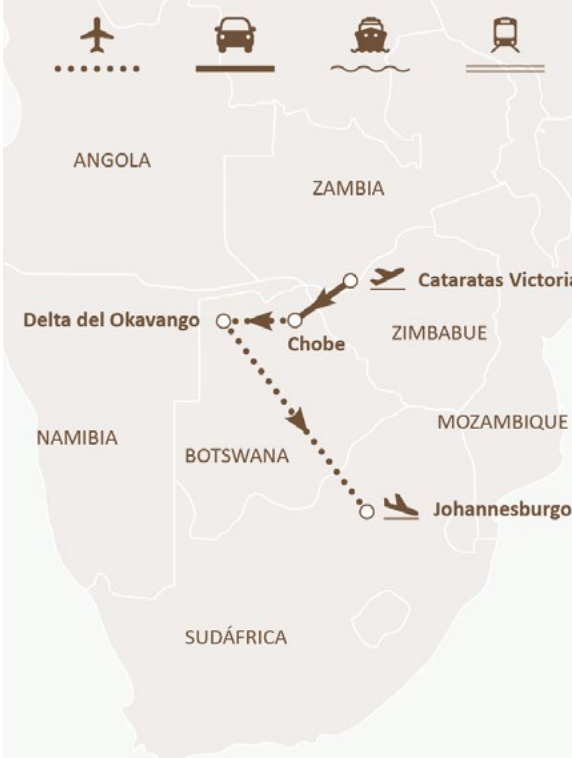 ANGOLA
ZAMBIA
Cataratas Victoria
Delta del Okavango
Chobe
ZIMBABUE
NAMIBIA
BOTSWANA
MOZAMBIQUE
Johannesburgo
SUDÁFRICA